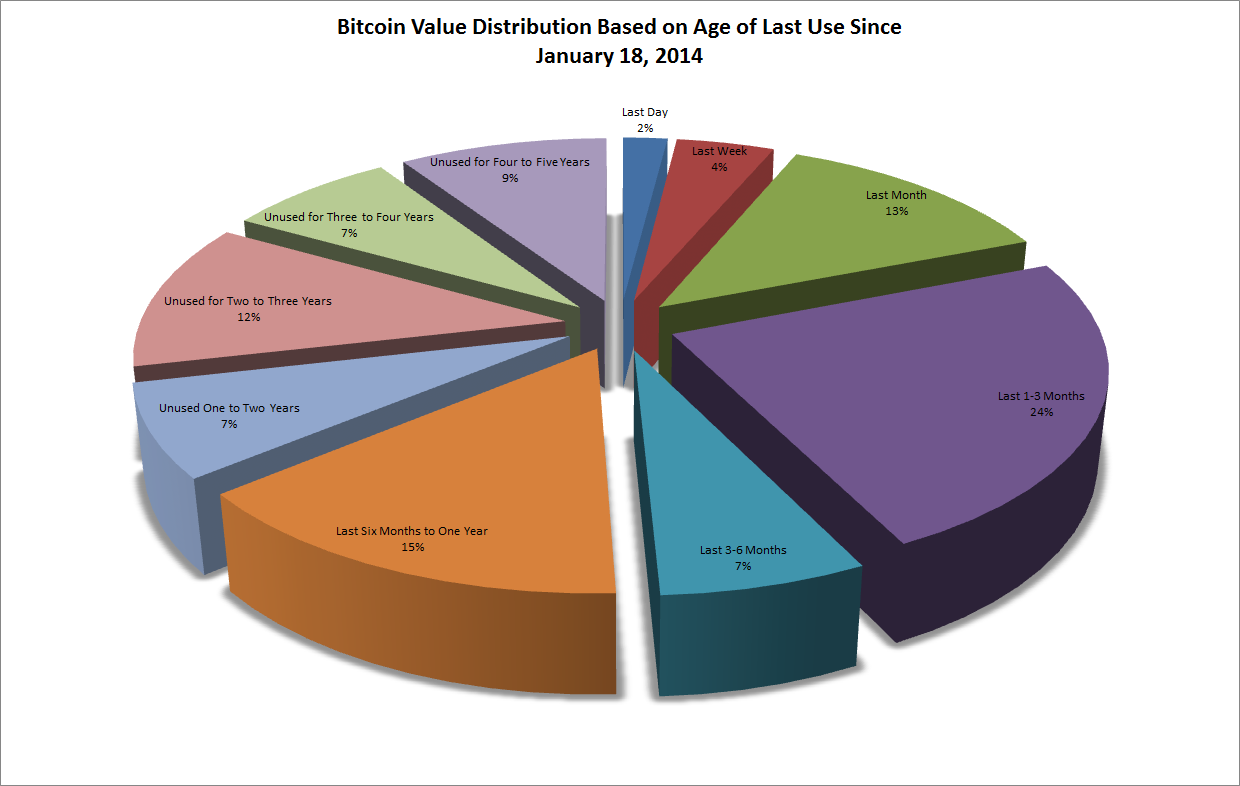 Bitcoin Value Distribution Based on Age of Last Use Since
January 18, 2014
Last Day
2%
Last Week
4%
Last Month
13%
Last 1-3 Months
24%
Last 3-6 Months
7%
Last Six Months to One Year
15%
Unused One to Two Years
7%
Unused for Two to Three Years
12%
Unused for Three to Four Years
7%
Unused for Four to Five Years
9%